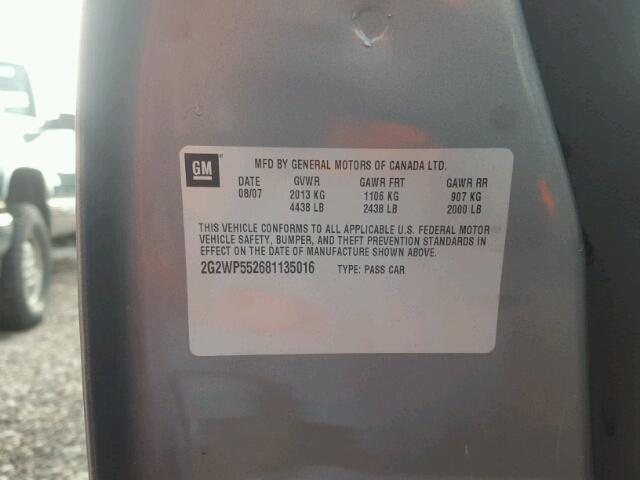 GM MFD BY GENERAL MOTORS OF CANADA LTD.
DATE GVWR GAWR FRT GAWR RR
08/07 2013 KG 1106 KG 907 KG
4438 LB 2438 LB 2000 LB
THIS VEHICLE CONFORMS TO ALL APPLICABLE U.S. FEDERAL MOTOR
VEHICLE SAFETY, BUMPER, AND THEFT PREVENTION STANDARDS IN
EFFECT ON THE DATE OF MANUFACTURE SHOWN ABOVE.
2G2WP552681135016 TYPE: PASS CAR